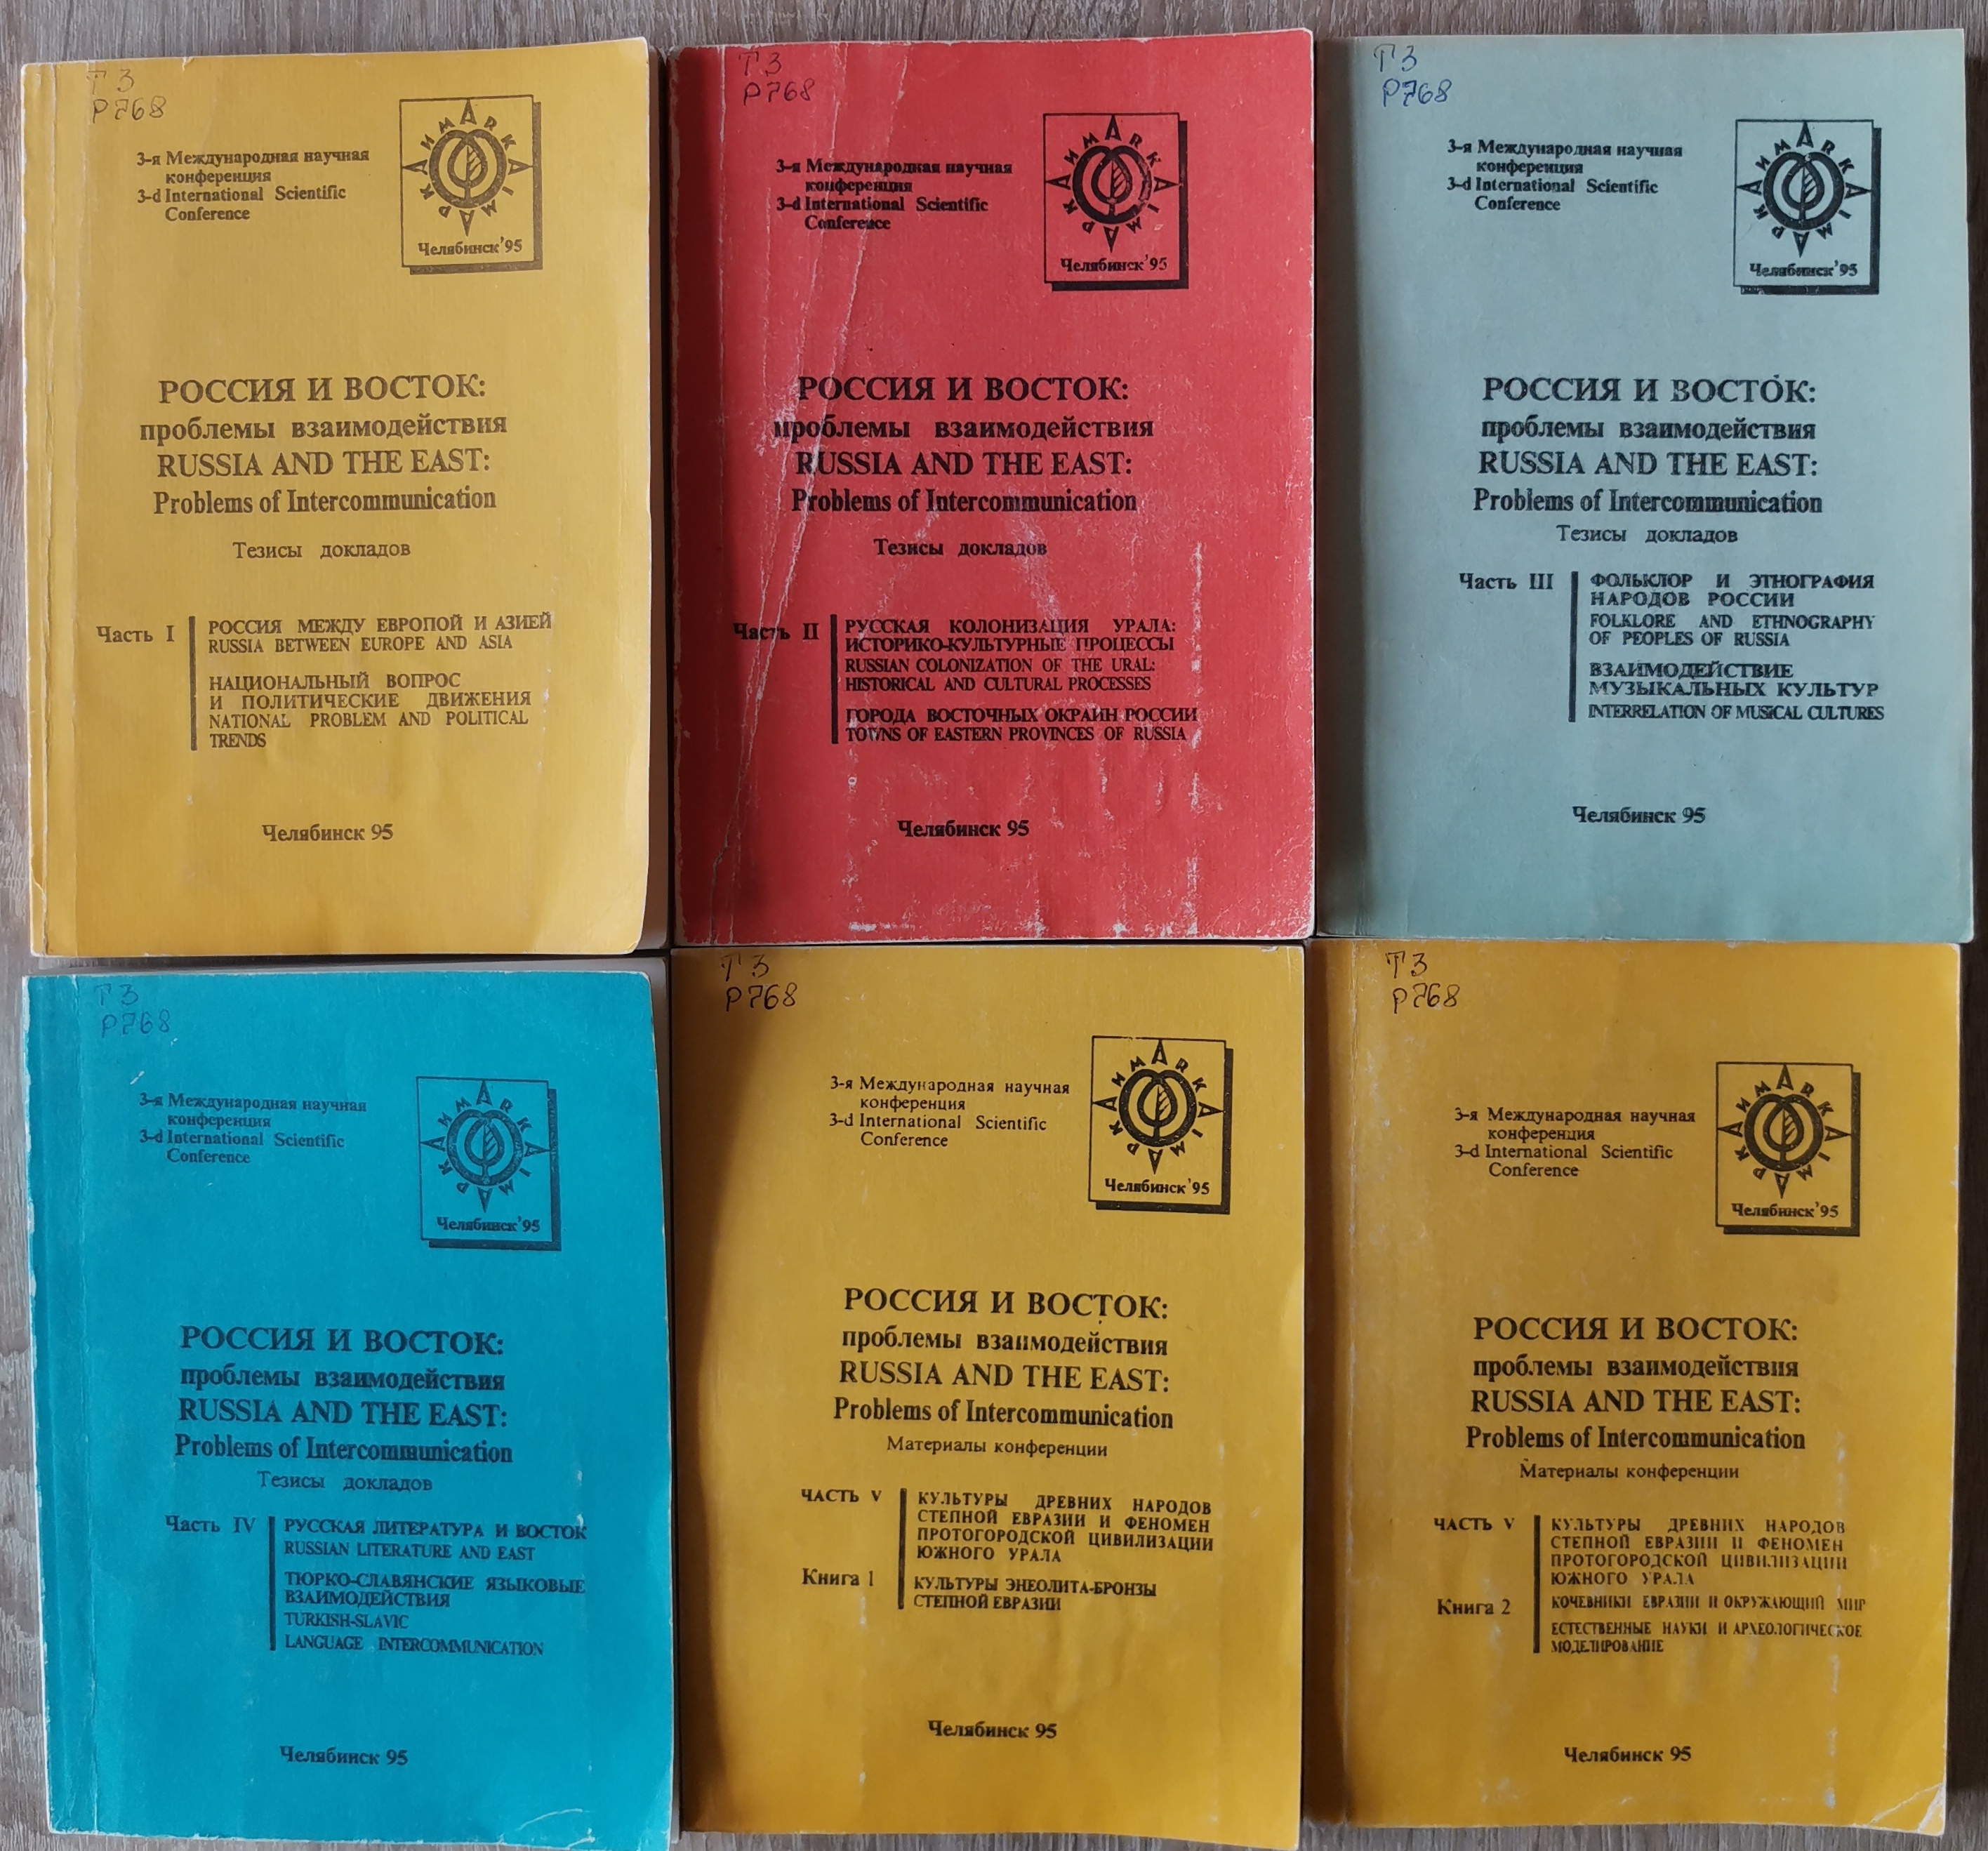 Т3
Р768
3-я Международная научная
конференция
3-d International Scientific
Conference
АРКАИМ АРКАИМ
Челябинск'95
РОССИЯ И ВОСТОК:
проблемы взаимодействия
RUSSIA AND THE EAST:
Problems of Intercommunication
Тезисы докладов
Часть I
РОССИЯ МЕЖДУ ЕВРОПОЙ И АЗИЕЙ
RUSSIA BETWEEN EUROPE AND ASIA
НАЦИОНАЛЬНЫЙ ВОПРОС
И ПОЛИТИЧЕСКИЕ ДВИЖЕНИЯ
NATIONAL PROBLEM AND POLITICAL
TRENDS
Челябинск 95
Т3
Р768
3-я Международная научная
конференция
3-d International Scientific
Conference
АРКАИМ АРКАИМ
Челябинск'95
РОССИЯ И ВОСТОК:
проблемы взаимодействия
RUSSIA AND THE EAST:
Problems of Intercommunication
Тезисы докладов
Часть II
РУССКАЯ КОЛОНИЗАЦИЯ УРАЛА:
ИСТОРИКО-КУЛЬТУРНЫЕ ПРОЦЕССЫ
RUSSIAN COLONIZATION OF THE URAL:
HISTORICAL AND CULTURAL PROCESSES
ГОРОДА ВОСТОЧНЫХ ОКРАИН РОССИИ
TOWNS OF EASTERN PROVINCES OF RUSSIA
Челябинск 95
Т3
Р768
3-я Международная научная
конференция
3-d International Scientific
Conference
АРКАИМ АРКАИМ
Челябинск'95
РОССИЯ И ВОСТОК:
проблемы взаимодействия
RUSSIA AND THE EAST:
Problems of Intercommunication
Тезисы докладов
Часть III
ФОЛЬКЛОР И ЭТНОГРАФИЯ
НАРОДОВ РОССИИ
FOLKLORE AND ETHNOGRAPHY
OF PEOPLES OF RUSSIA
ВЗАИМОДЕЙСТВИЕ
МУЗЫКАЛЬНЫХ КУЛЬТУР
INTERRELATION OF MUSICAL CULTURES
Челябинск 95
Т3
Р768
3-я Международная научная
конференция
3-d International Scientific
Conference
АРКАИМ АРКАИМ
Челябинск'95
РОССИЯ И ВОСТОК:
проблемы взаимодействия
RUSSIA AND THE EAST:
Problems of Intercommunication
Тезисы докладов
Часть IV
РУССКАЯ ЛИТЕРАТУРА И ВОСТОК
RUSSIAN LITERATURE AND EAST
ТЮРКО-СЛАВЯНСКИЕ ЯЗЫКОВЫЕ
ВЗАИМОДЕЙСТВИЯ
TURKISH-SLAVIC
LANGUAGE INTERCOMMUNICATION
Челябинск 95
Т3
Р768
3-я Международная научная
конференция
3-d International Scientific
Conference
АРКАИМ АРКАИМ
Челябинск'95
РОССИЯ И ВОСТОК:
проблемы взаимодействия
RUSSIA AND THE EAST:
Problems of Intercommunication
Материалы конференции
ЧАСТЬ V
КУЛЬТУРЫ ДРЕВНИХ НАРОДОВ
СТЕПНОЙ ЕВРАЗИИ И ФЕНОМЕН
ПРОТОГОРОДСКОЙ ЦИВИЛИЗАЦИИ
ЮЖНОГО УРАЛА
Книга 1
КУЛЬТУРЫ ЭНЕОЛИТА-БРОНЗЫ
СТЕПНОЙ ЕВРАЗИИ
Челябинск 95
Т3
Р768
3-я Международная научная
конференция
3-d International Scientific
Conference
АРКАИМ АРКАИМ
Челябинск'95
РОССИЯ И ВОСТОК:
проблемы взаимодействия
RUSSIA AND THE EAST:
Problems of Intercommunication
Материалы конференции
ЧАСТЬ V
КУЛЬТУРЫ ДРЕВНИХ НАРОДОВ
СТЕПНОЙ ЕВРАЗИИ И ФЕНОМЕН
ПРОТОГОРОДСКОЙ ЦИВИЛИЗАЦИИ
ЮЖНОГО УРАЛА
Книга 2
КОЧЕВНИКИ ЕВРАЗИИ И ОКРУЖАЮЩИЙ МИР
ЕСТЕСТВЕННЫЕ НАУКИ И АРХЕОЛОГИЧЕСКОЕ
МОДЕЛИРОВАНИЕ
Челябинск 95